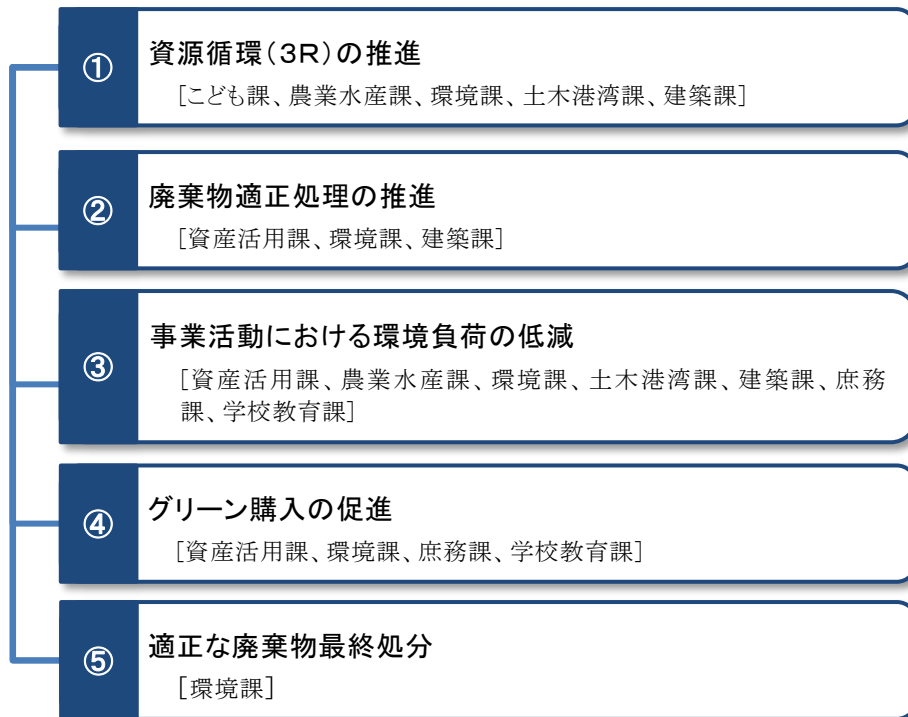 ①
資源循環(3R)の推進
[こども課、農業水産課、環境課、土木港湾課、建築課]
②
廃棄物適正処理の推進
[資産活用課、環境課、建築課]
③
事業活動における環境負荷の低減
[資産活用課、農業水産課、環境課、土木港湾課、建築課、庶務
課、学校教育課]
④
グリーン購入の促進
[資産活用課、環境課、庶務課、学校教育課]
⑤
適正な廃棄物最終処分
[環境課]